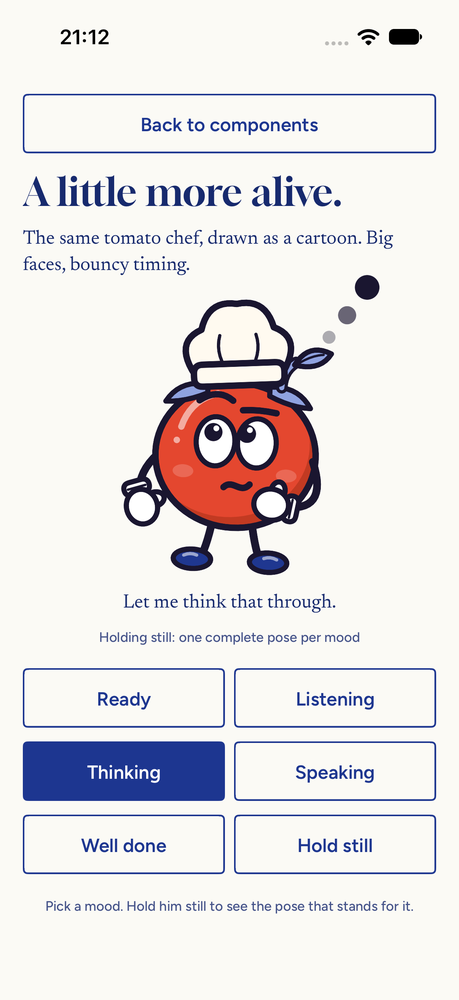 21:12
Back to components
A little more alive.
The same tomato chef, drawn as a cartoon. Big
faces, bouncy timing.
Let me think that through.
Holding still: one complete pose per mood
Ready
Listening
Thinking
Speaking
Well done
Hold still
Pick a mood. Hold him still to see the pose that stands for it.